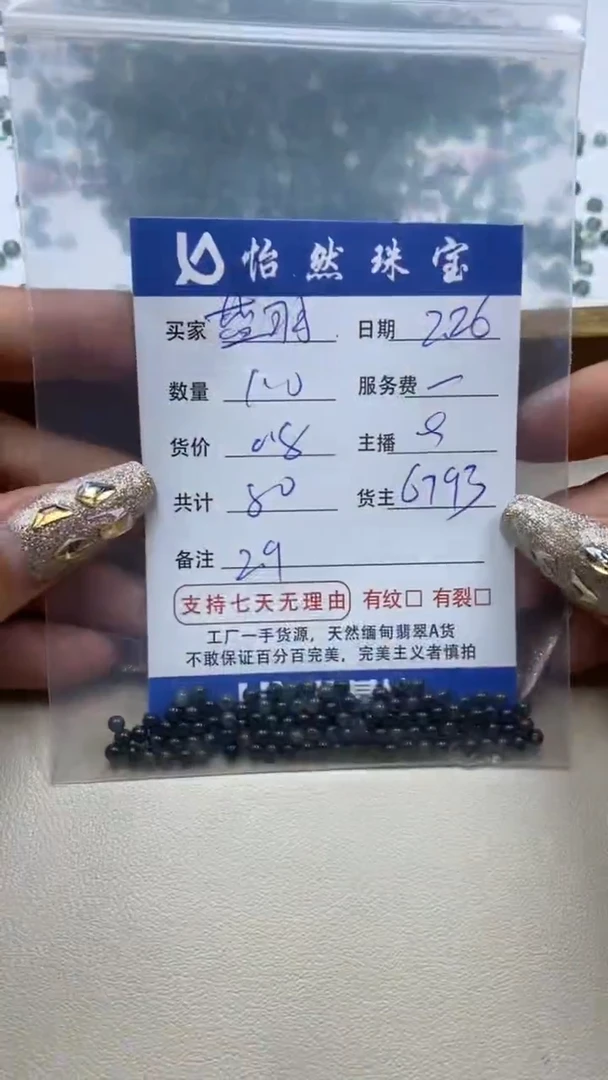 怡然珠宝
买家 日期 2.26
数量 100 服务费 一
货价 0.8 主播
共计 80 货主 6793
备注 2.9
支持七天无理由 有纹□ 有裂□
工厂一手货源，天然缅甸翡翠A货
不敢保证百分百完美，完美主义者慎拍